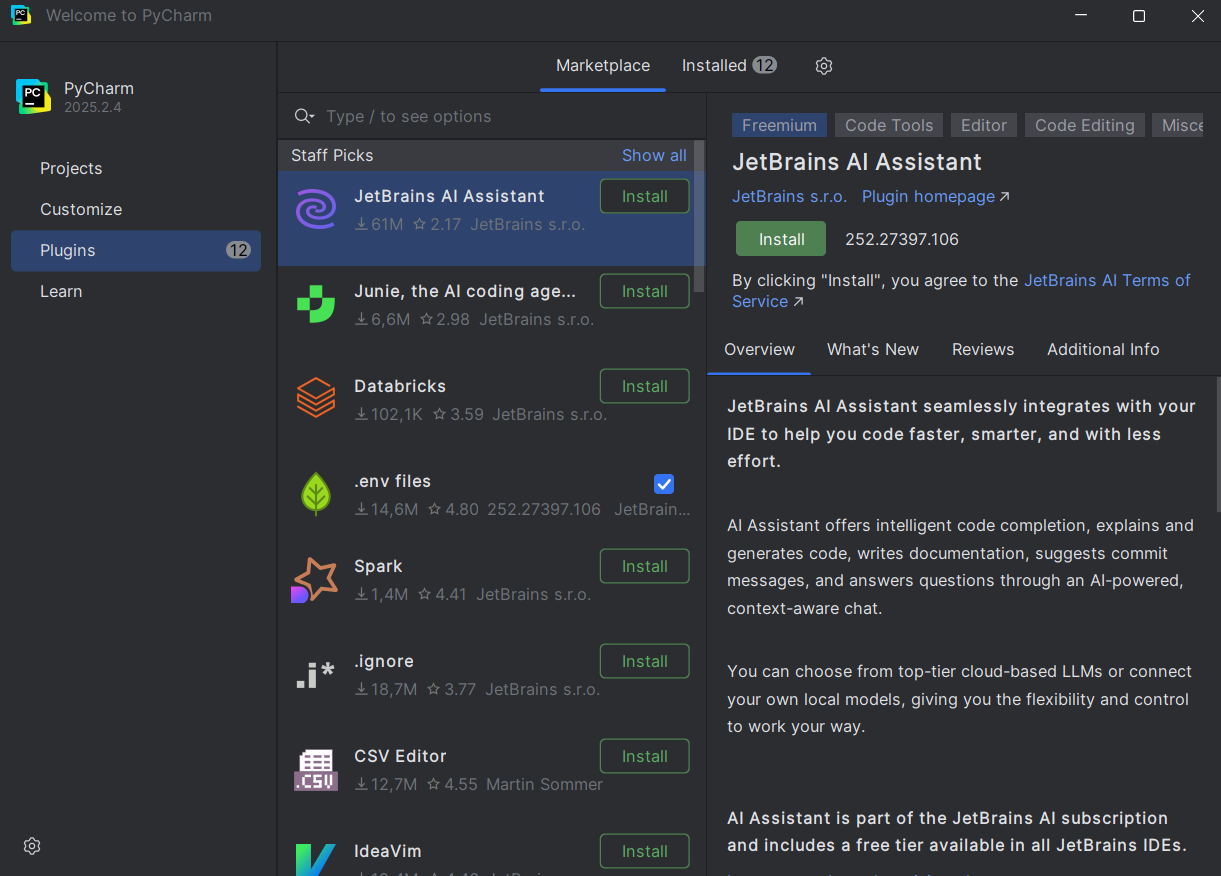 Welcome to PyCharm
PyCharm
2025.2.4
Projects
Customize
Plugins 12
Learn
Marketplace Installed 12
Type / to see options
Staff Picks Show all
JetBrains AI Assistant Install
61M 2.17 JetBrains s.r.o.
Junie, the AI coding age... Install
6,6M 2.98 JetBrains s.r.o.
Databricks Install
102,1K 3.59 JetBrains s.r.o.
.env files
14,6M 4.80 252.27397.106 JetBrain...
Spark Install
1,4M 4.41 JetBrains s.r.o.
.i*
.ignore Install
18,7M 3.77 JetBrains s.r.o.
.CSV
CSV Editor Install
12,7M 4.55 Martin Sommer
IdeaVim Install
Freemium Code Tools Editor Code Editing Misce
JetBrains AI Assistant
JetBrains s.r.o. Plugin homepage ↗
Install 252.27397.106
By clicking "Install", you agree to the JetBrains AI Terms of
Service ↗
Overview What's New Reviews Additional Info
JetBrains AI Assistant seamlessly integrates with your
IDE to help you code faster, smarter, and with less
effort.
AI Assistant offers intelligent code completion, explains and
generates code, writes documentation, suggests commit
messages, and answers questions through an AI-powered,
context-aware chat.
You can choose from top-tier cloud-based LLMs or connect
your own local models, giving you the flexibility and control
to work your way.
AI Assistant is part of the JetBrains AI subscription
and includes a free tier available in all JetBrains IDEs.